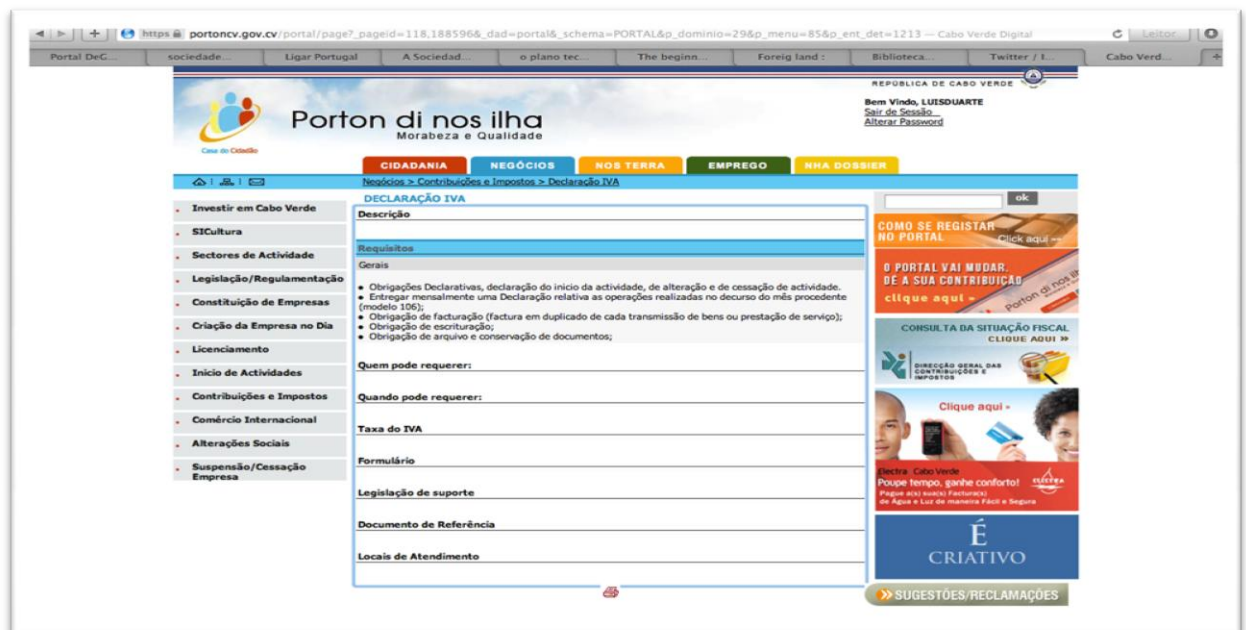 https portoncv.gov.cv/portal/page?_pageid=118,188596&_dad=portal&_schema=PORTAL&p_dominio=29&p_menu=85&p_ent_det=1213 — Cabo Verde Digital
Leitor
Portal DeG... sociedade... Ligar Portugal A Sociedad... o plano tec... The beginn... Foreig land : Biblioteca... Twitter / I... Cabo Verd...
REPÚBLICA DE CABO VERDE
Bem Vindo, LUISDUARTE
Sair de Sessão
Alterar Password
Casa do Cidadão
Porton di nos ilha
Morabeza e Qualidade
CIDADANIA NEGÓCIOS NOS TERRA EMPREGO NHA DOSSIER
Negócios > Contribuições e Impostos > Declaração IVA
Investir em Cabo Verde
SICultura
Sectores de Actividade
Legislação/Regulamentação
Constituição de Empresas
Criação da Empresa no Dia
Licenciamento
Inicio de Actividades
Contribuições e Impostos
Comércio Internacional
Alterações Sociais
Suspensão/Cessação
Empresa
DECLARAÇÃO IVA
Descrição
Requisitos
Gerais
• Obrigações Declarativas, declaração do inicio da actividade, de alteração e de cessação de actividade.
• Entregar mensalmente uma Declaração relativa as operações realizadas no decurso do mês procedente
(modelo 106);
• Obrigação de facturação (factura em duplicado de cada transmissão de bens ou prestação de serviço);
• Obrigação de escrituração;
• Obrigação de arquivo e conservação de documentos;
Quem pode requerer:
Quando pode requerer:
Taxa do IVA
Formulário
Legislação de suporte
Documento de Referência
Locais de Atendimento
ok
COMO SE REGISTAR
NO PORTAL
Click aqui
O PORTAL VAI MUDAR,
DÊ A SUA CONTRIBUIÇÃO
clique aqui
Porton di nos ilh
CONSULTA DA SITUAÇÃO FISCAL
CLIQUE AQUI
DIRECÇÃO GERAL DAS
CONTRIBUIÇÕES E
IMPOSTOS
Clique aqui
Electra Cabo Verde
Poupe tempo, ganhe conforto!
ELECTRA
Pague a(s) sua(s) Factura(s)
de Água e Luz de maneira Fácil e Segura
É
CRIATIVO
SUGESTÕES/RECLAMAÇÕES